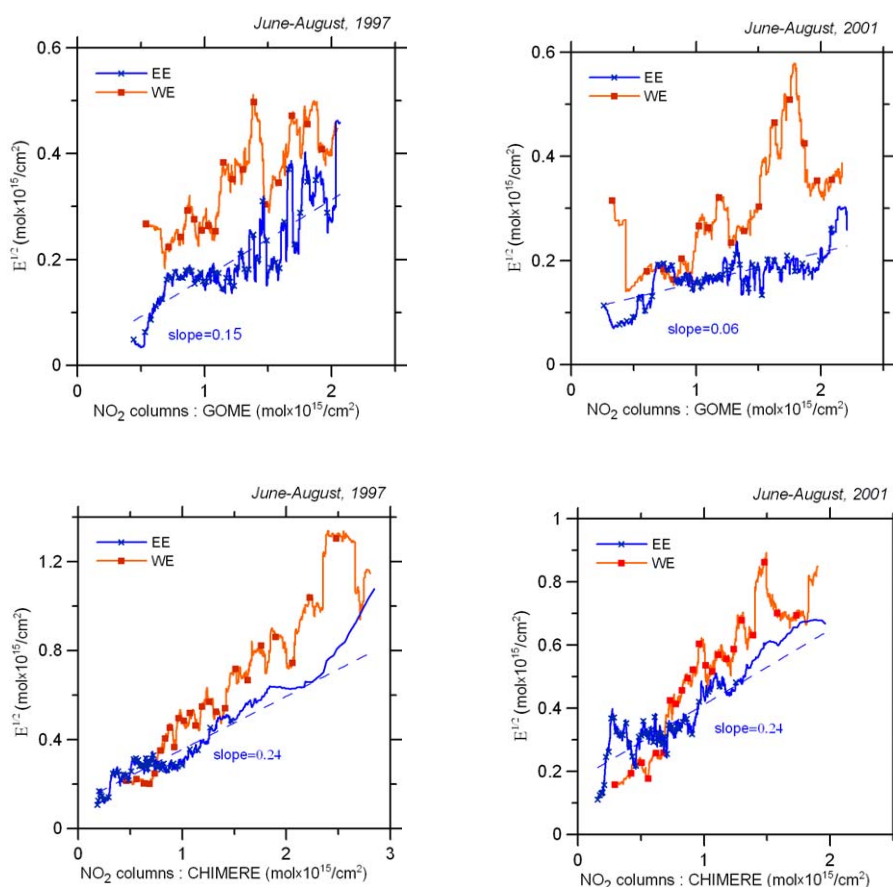 June-August, 1997
0.6
EE
WE
0.4
E1/2 (mol×10^15/cm^2)
0.2
slope=0.15
0
0
1
2
NO2 columns : GOME (mol×10^15/cm^2)
June-August, 2001
0.6
EE
WE
0.4
E1/2 (mol×10^15/cm^2)
0.2
slope=0.06
0
0
1
2
NO2 columns : GOME (mol×10^15/cm^2)
June-August, 1997
EE
WE
1.2
E1/2 (mol×10^15/cm^2)
0.8
0.4
slope=0.24
0
0
1
2
3
NO2 columns : CHIMERE (mol×10^15/cm^2)
June-August, 2001
1
EE
WE
0.8
E1/2 (mol×10^15/cm^2)
0.6
0.4
slope=0.24
0.2
0
0
1
2
NO2 columns : CHIMERE (mol×10^15/cm^2)